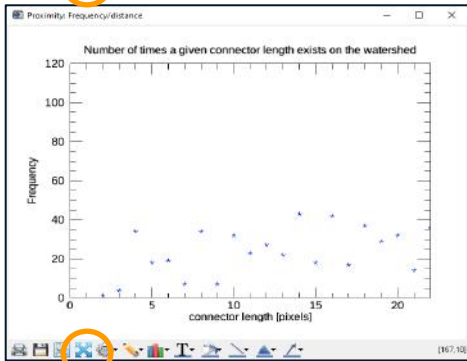 Proximity: Frequency/distance
Number of times a given connector length exists on the watershed
120
100
80
60
40
20
0
Frequency
0 5 10 15 20
connector length [pixels]
T
[167,10]